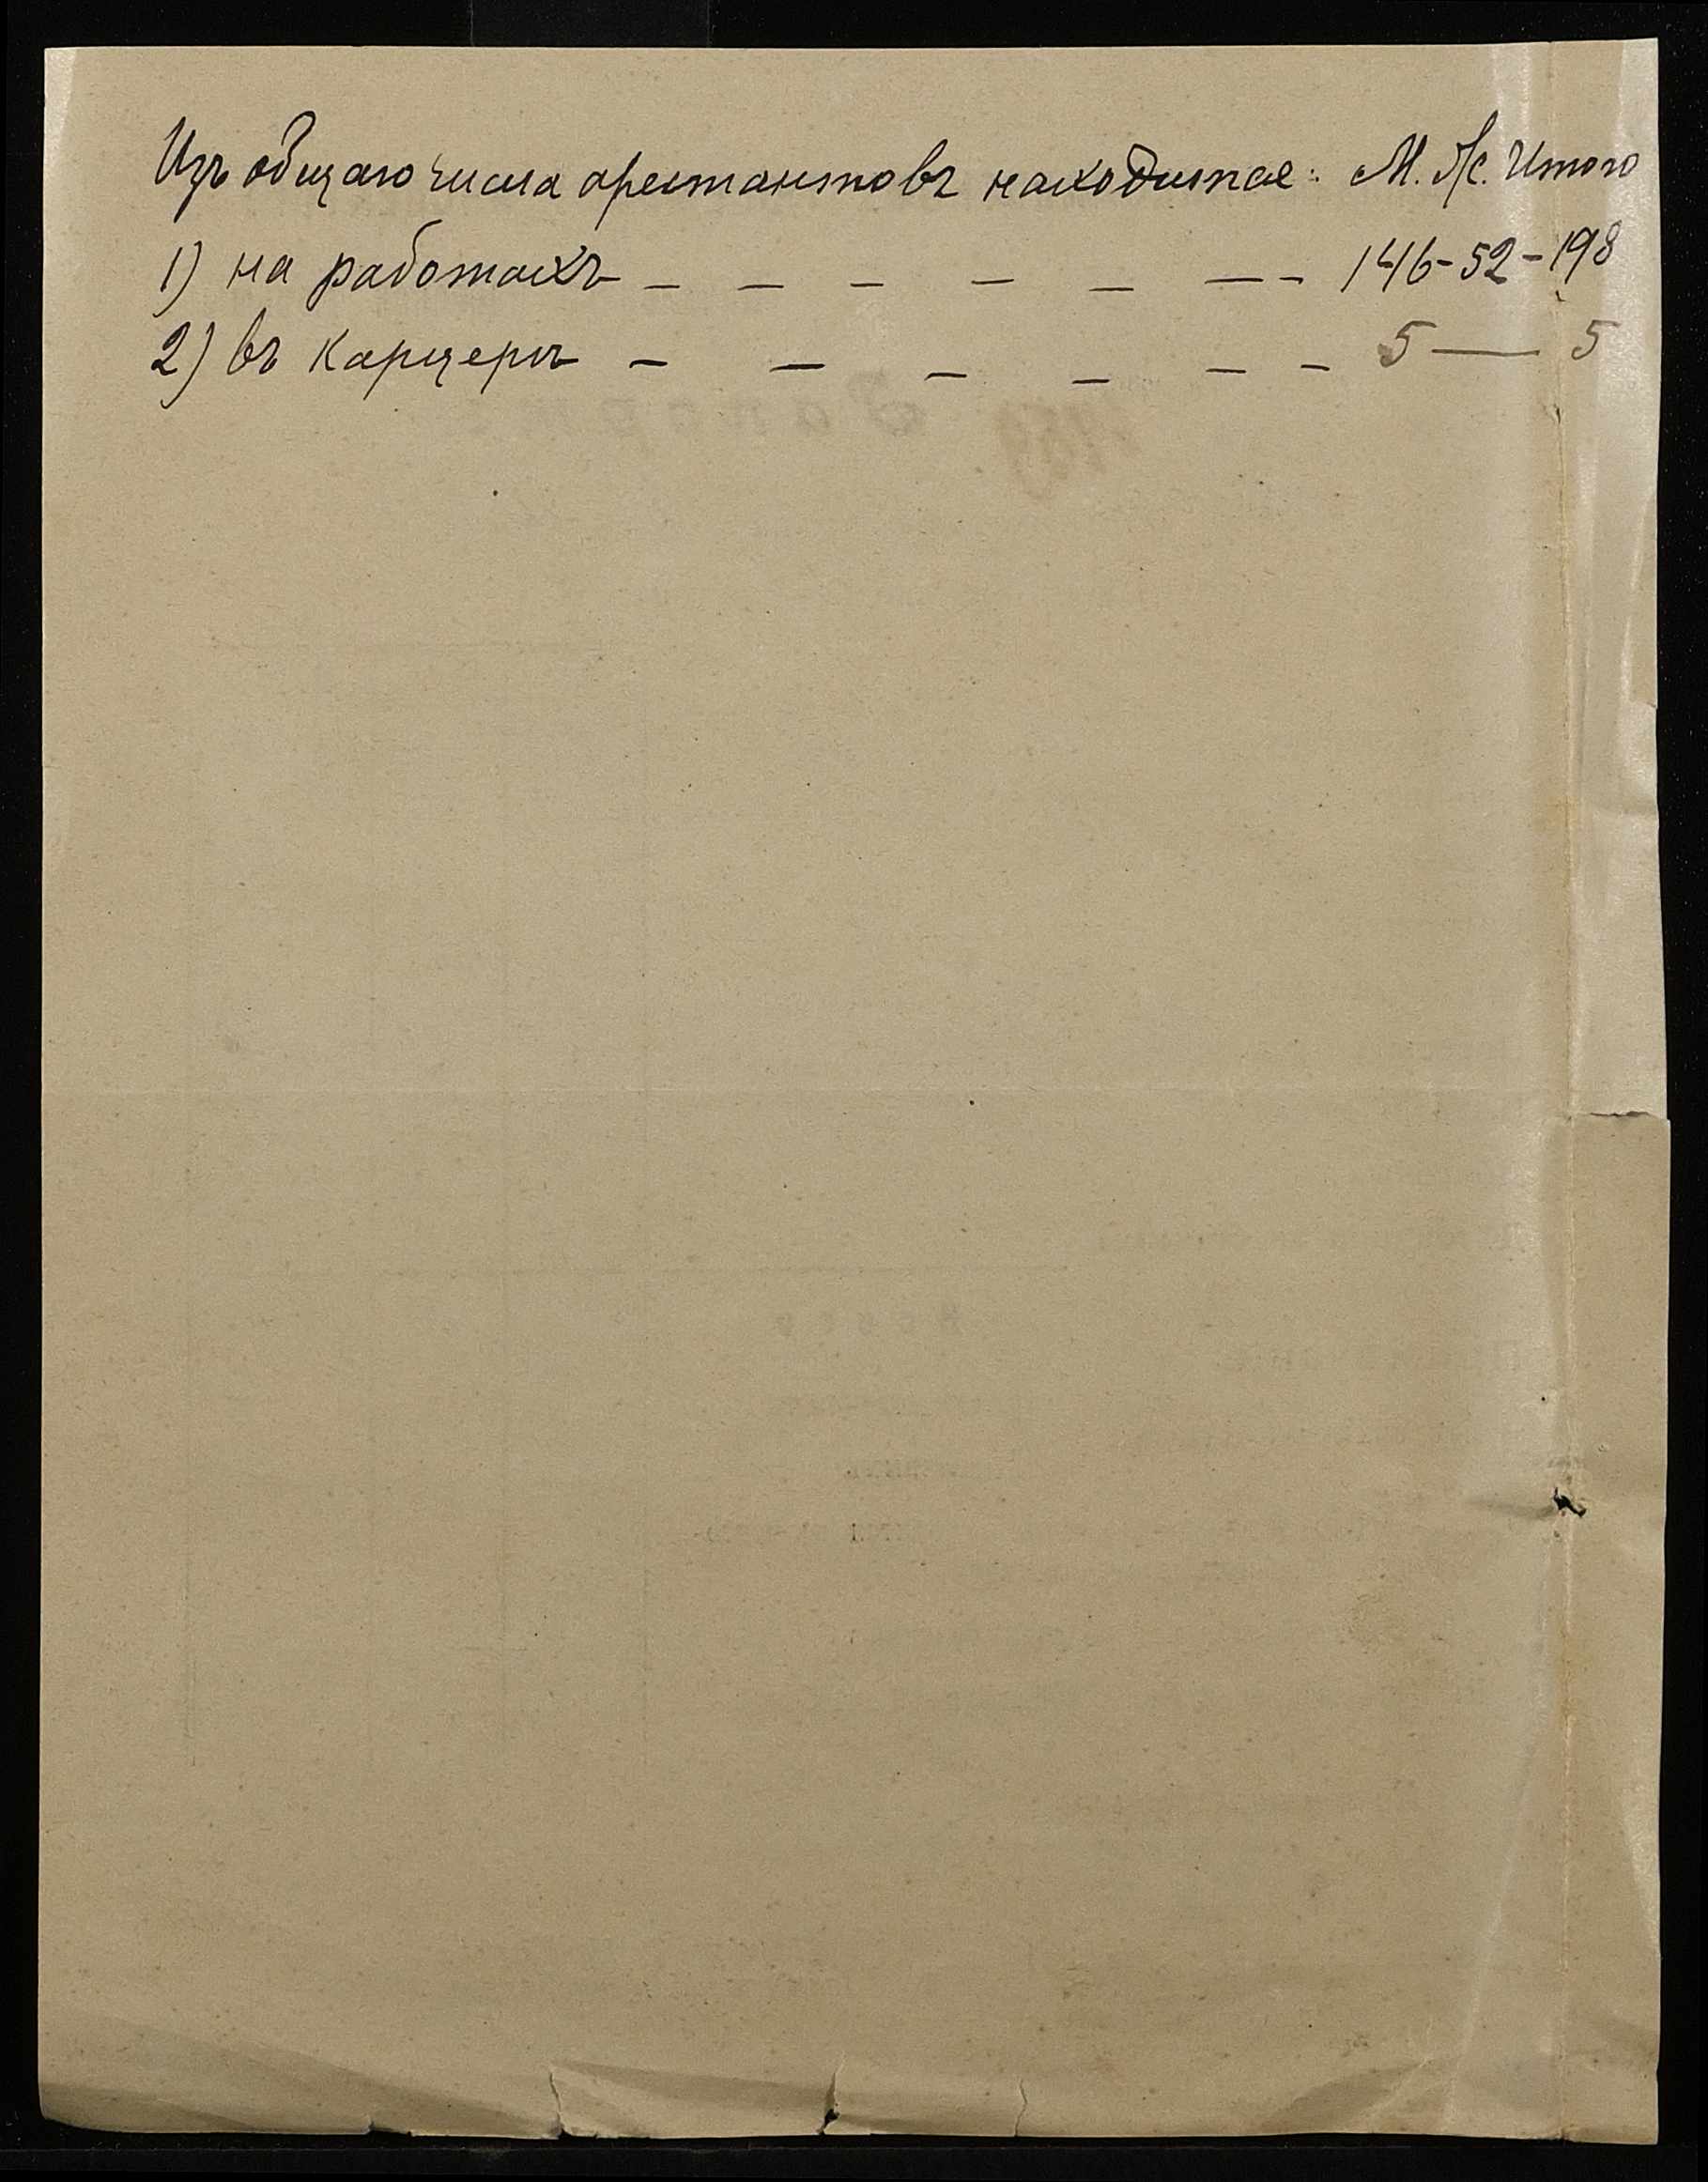 Изъ общаго числа арестантовъ находится: М. Ж. Итого
1) на работахъ — — — — — — - 146-52-198
2) въ карцерѣ — — — — — - 5 — 5